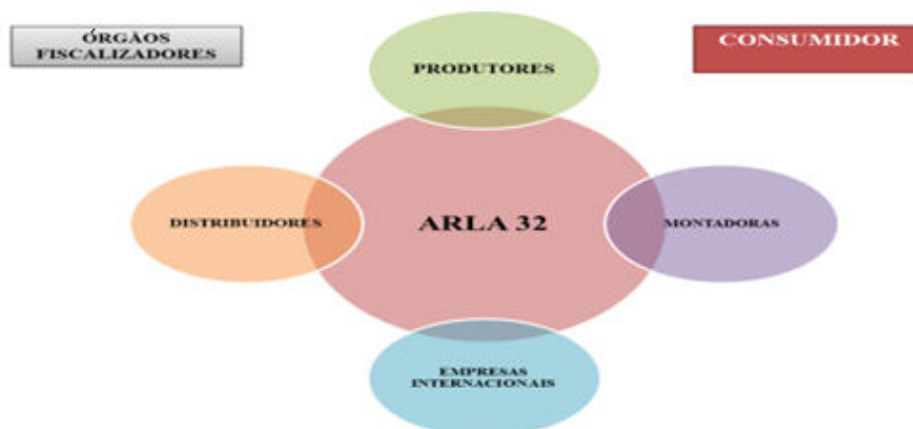 ÓRGÃOS
FISCALIZADORES
CONSUMIDOR
PRODUTORES
DISTRIBUIDORES
ARLA 32
MONTADORAS
EMPRESAS
INTERNACIONAIS